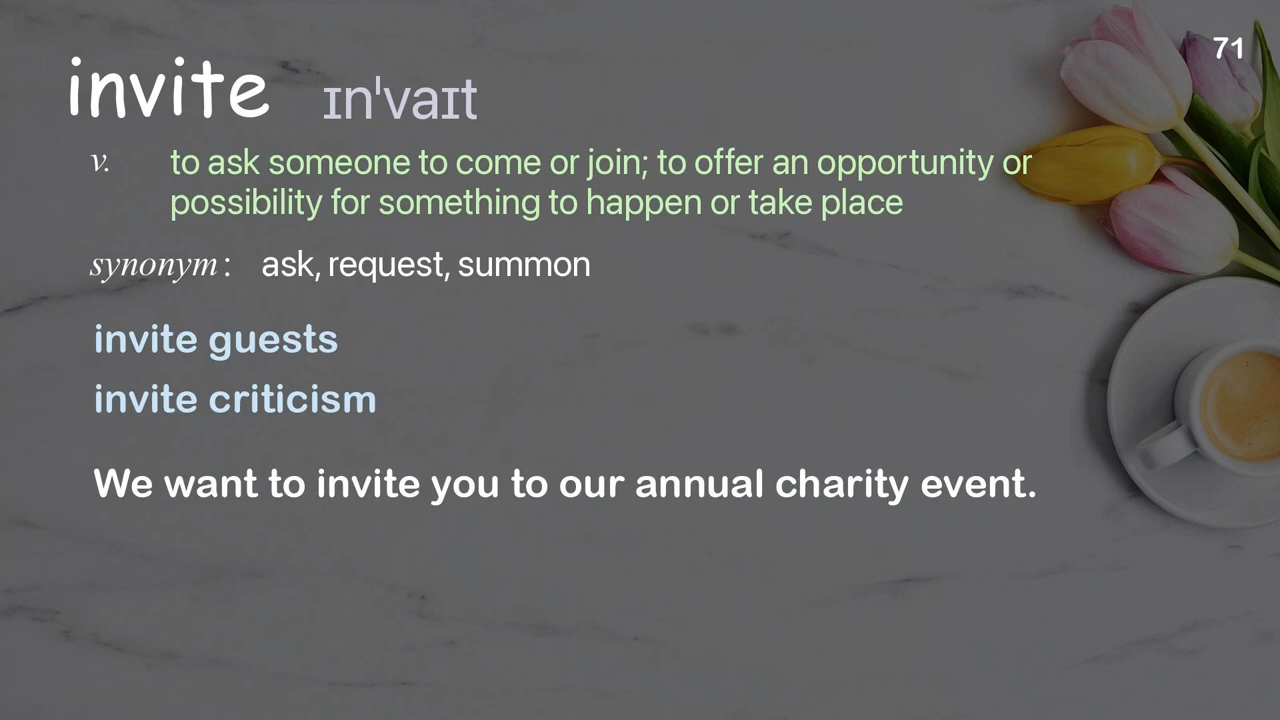 71
invite ɪn'vaɪt
v. to ask someone to come or join; to offer an opportunity or
possibility for something to happen or take place
synonym : ask, request, summon
invite guests
invite criticism
We want to invite you to our annual charity event.